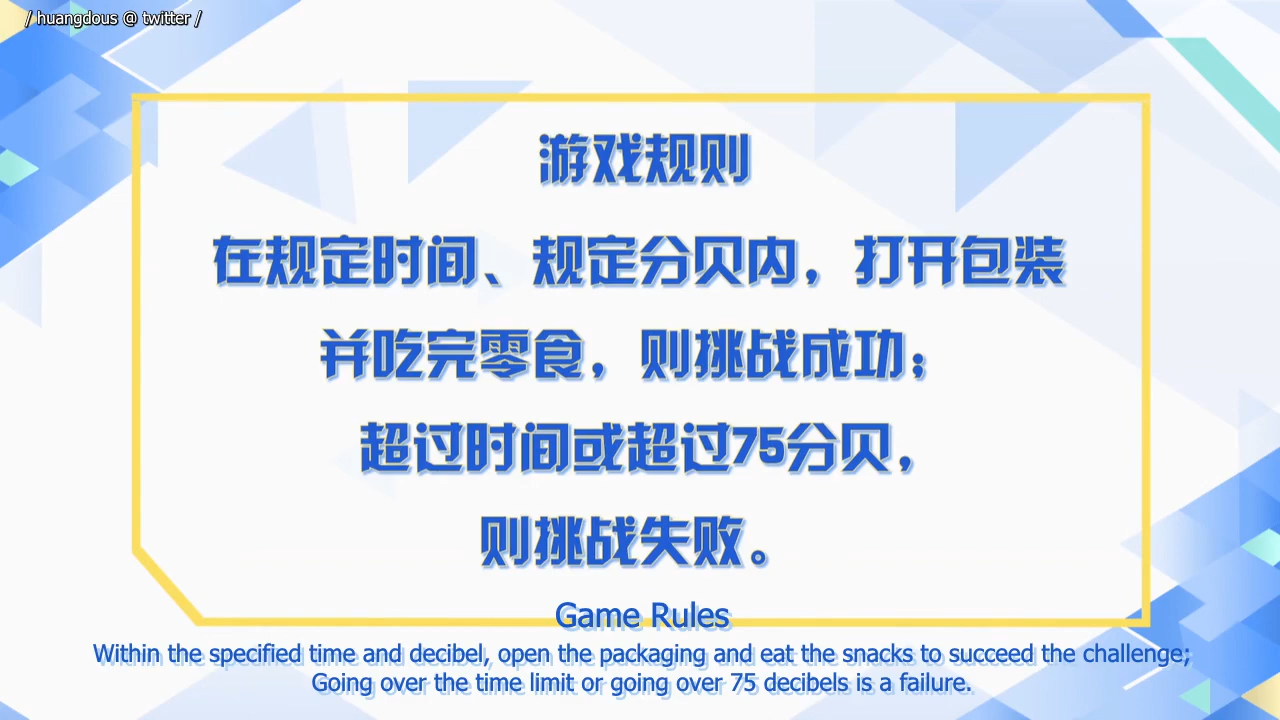 / huangdous @ twitter /
游戏规则
在规定时间、规定分贝内，打开包装
并吃完零食，则挑战成功；
超过时间或超过75分贝，
则挑战失败。
Game Rules
Within the specified time and decibel, open the packaging and eat the snacks to succeed the challenge;
Going over the time limit or going over 75 decibels is a failure.